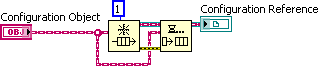 1
Configuration Object
Configuration Reference
OBJ